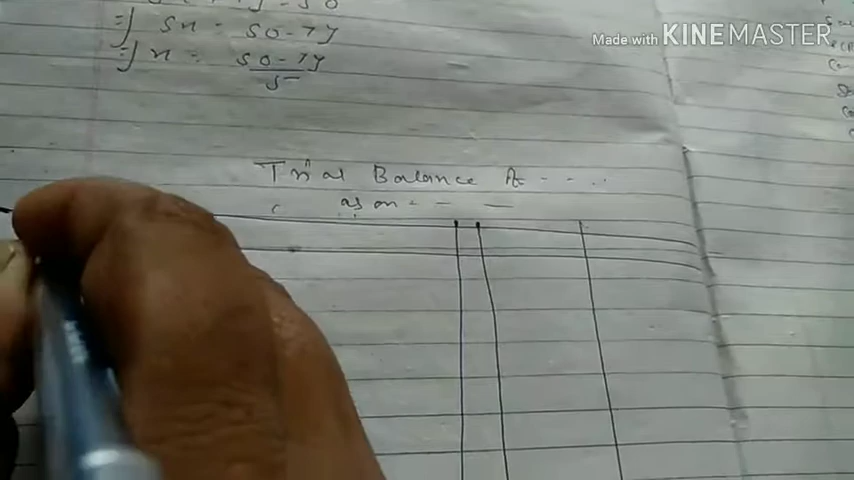 =) 5x = 50-7y
=) x = 50-7y
5
Made with KINEMASTER
Trial Balance A - - ..
as on - - —